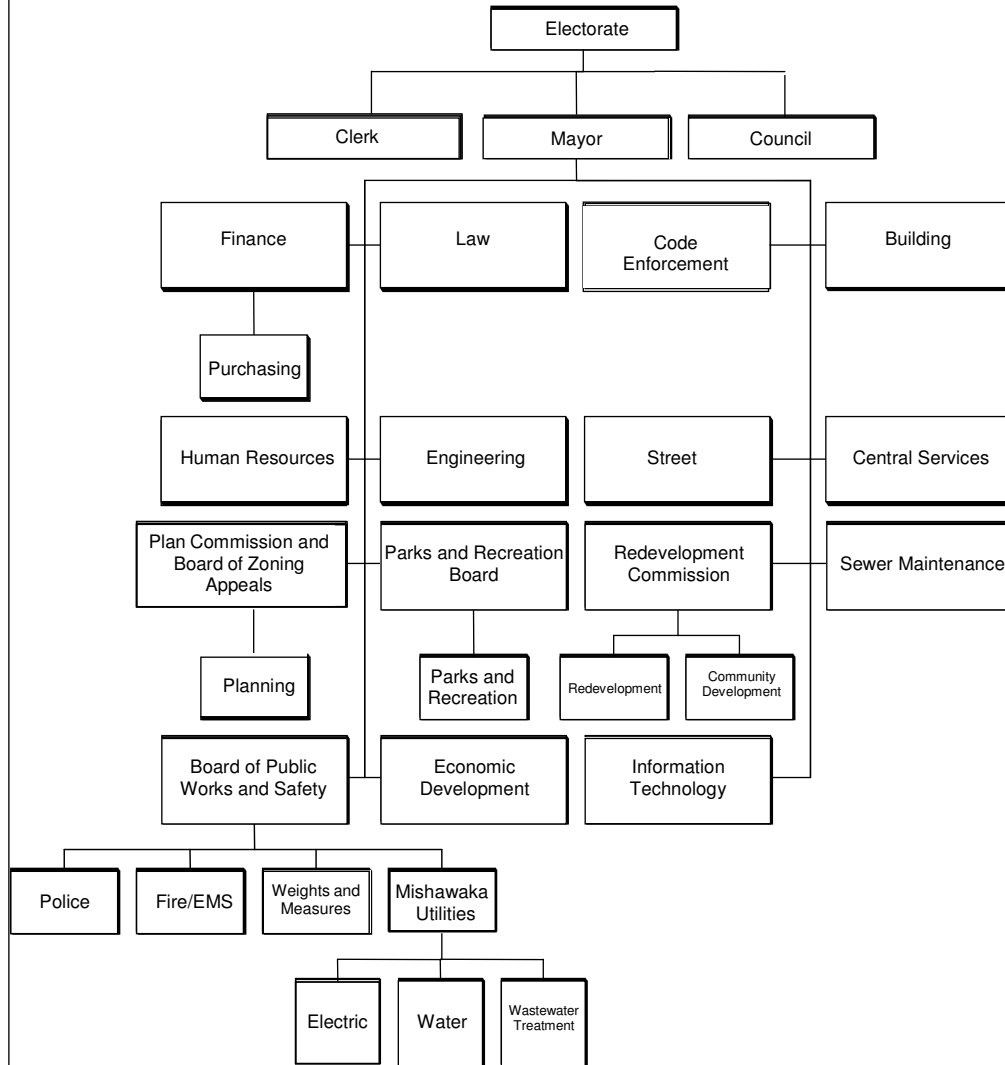 Electorate
Clerk
Mayor
Council
Finance
Law
Code
Enforcement
Building
Purchasing
Human Resources
Engineering
Street
Central Services
Plan Commission and
Board of Zoning
Appeals
Parks and Recreation
Board
Redevelopment
Commission
Sewer Maintenance
Planning
Parks and
Recreation
Redevelopment
Community
Development
Board of Public
Works and Safety
Economic
Development
Information
Technology
Police
Fire/EMS
Weights and
Measures
Mishawaka
Utilities
Electric
Water
Wastewater
Treatment